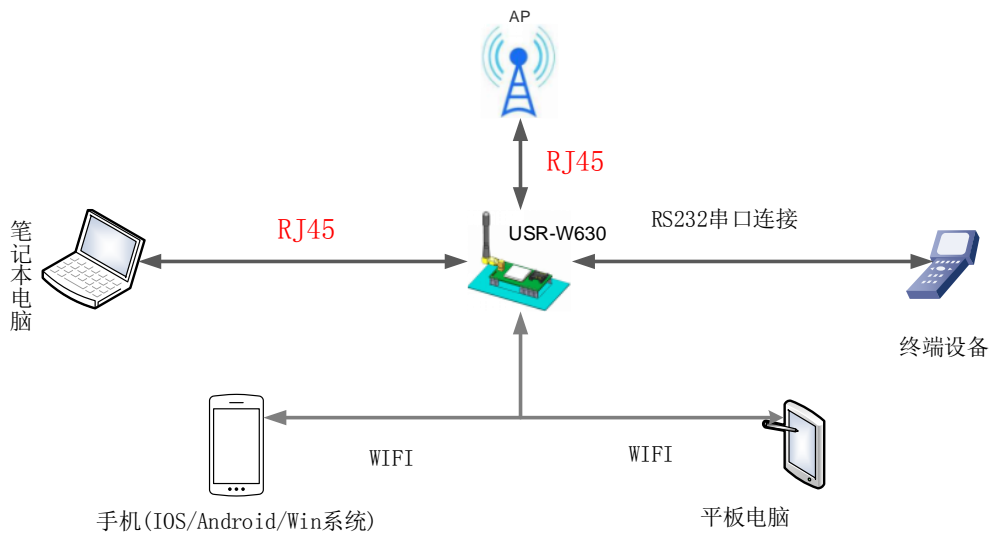 AP
RJ45
RJ45
USR-W630
RS232串口连接
笔记本电脑
终端设备
WIFI
WIFI
手机(IOS/Android/Win系统)
平板电脑